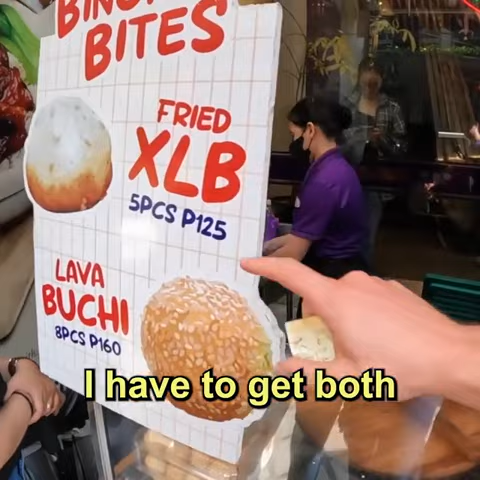 BITES
FRIED
XLB
5PCS P125
LAVA
BUCHI
8PCS P160
I have to get both